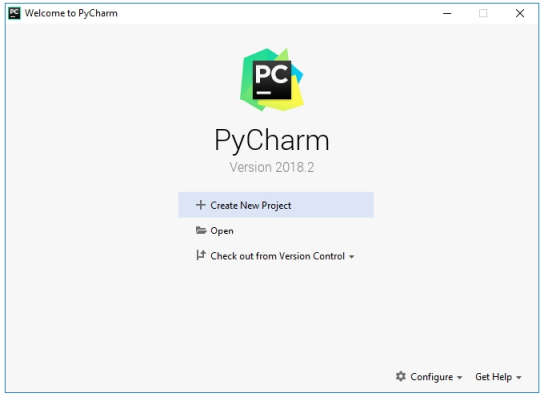 PC Welcome to PyCharm
PC
PyCharm
Version 2018.2
Create New Project
Open
Check out from Version Control
Configure Get Help